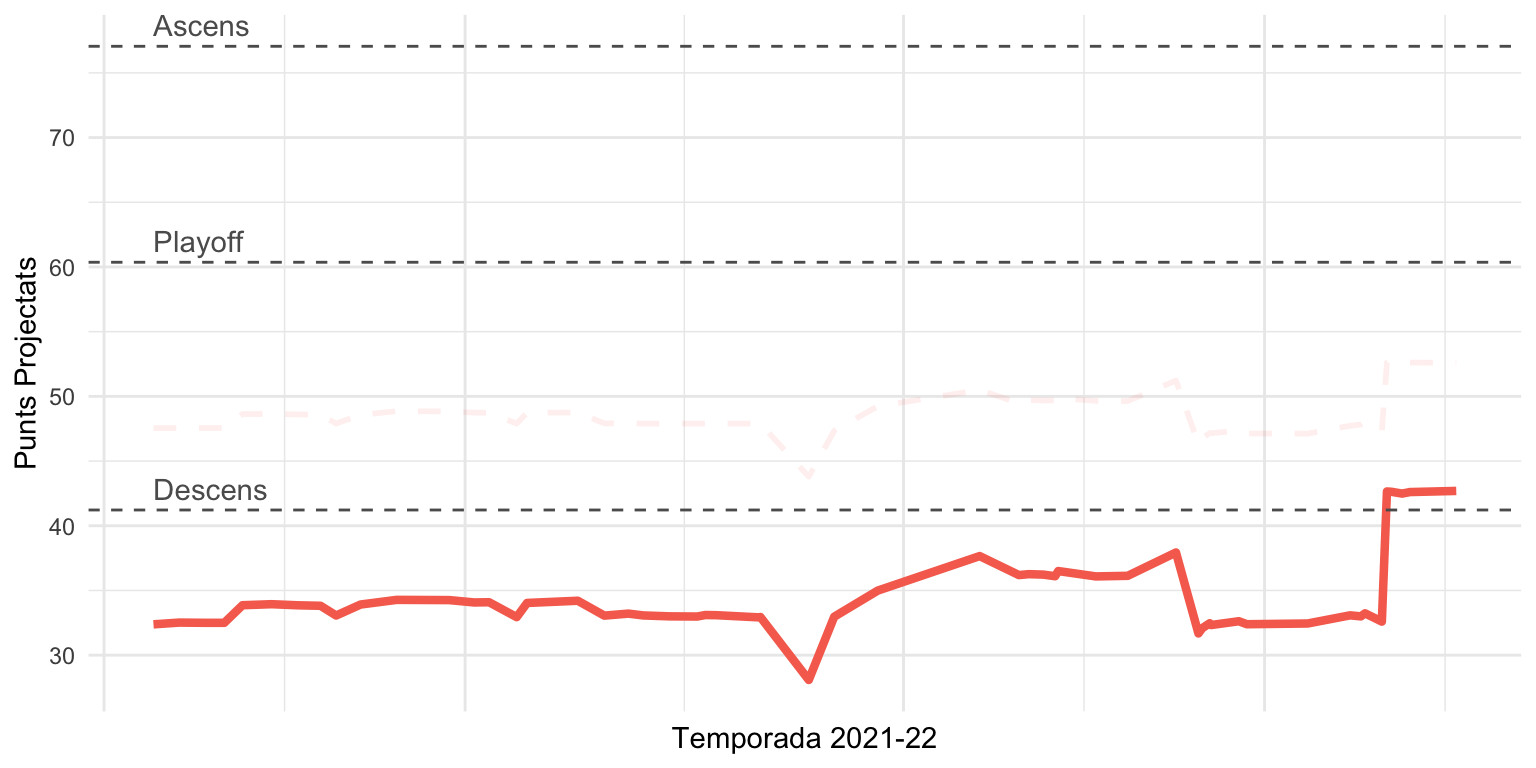 Ascens
70
Playoff
60
Punts Projectats
50
Descens
40
30
Temporada 2021-22